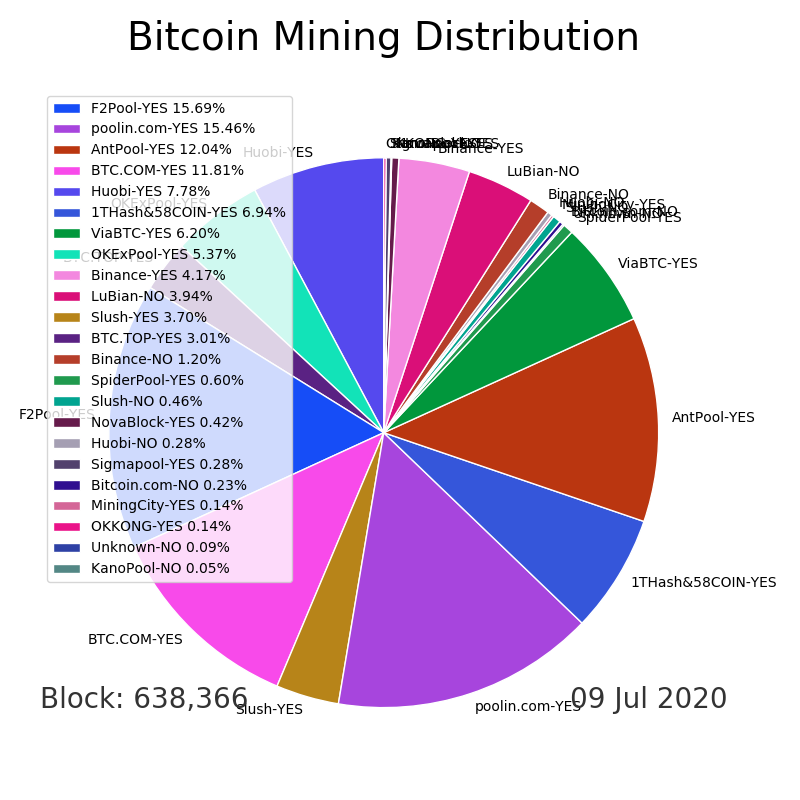 Bitcoin Mining Distribution
F2Pool-YES 15.69%
poolin.com-YES 15.46%
AntPool-YES 12.04%
BTC.COM-YES 11.81%
Huobi-YES 7.78%
1THash&58COIN-YES 6.94%
ViaBTC-YES 6.20%
OKExPool-YES 5.37%
Binance-YES 4.17%
LuBian-NO 3.94%
Slush-YES 3.70%
BTC.TOP-YES 3.01%
Binance-NO 1.20%
SpiderPool-YES 0.60%
Slush-NO 0.46%
NovaBlock-YES 0.42%
Huobi-NO 0.28%
Sigmapool-YES 0.28%
Bitcoin.com-NO 0.23%
MiningCity-YES 0.14%
OKKONG-YES 0.14%
Unknown-NO 0.09%
KanoPool-NO 0.05%
Huobi-YES
OKExPool-YES
F2Pool-YES
BTC.COM-YES
Slush-YES
poolin.com-YES
1THash&58COIN-YES
AntPool-YES
ViaBTC-YES
SpiderPool-YES
Binance-NO
LuBian-NO
Binance-YES
Block: 638,366
09 Jul 2020